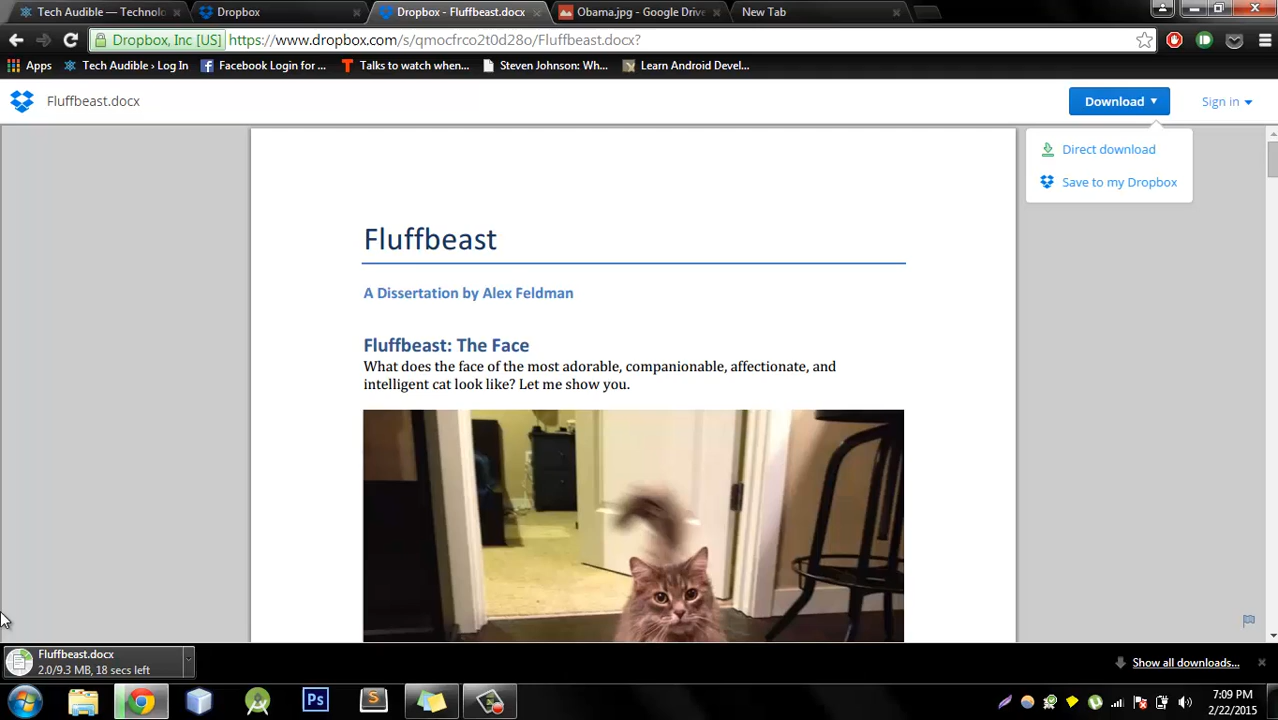 Tech Audible — Technolo
Dropbox
Dropbox - Fluffbeast.docx
Obama.jpg - Google Drive
New Tab
Dropbox, Inc [US]
https://www.dropbox.com/s/qmocfrco2t0d28o/Fluffbeast.docx?
Apps
Tech Audible › Log In
Facebook Login for ...
Talks to watch when...
Steven Johnson: Wh...
Learn Android Devel...
Fluffbeast.docx
Download
Sign in
Direct download
Save to my Dropbox
Fluffbeast
A Dissertation by Alex Feldman
Fluffbeast: The Face
What does the face of the most adorable, companionable, affectionate, and
intelligent cat look like? Let me show you.
Fluffbeast.docx
2.0/9.3 MB, 18 secs left
Show all downloads...
Ps
S
7:09 PM
2/22/2015